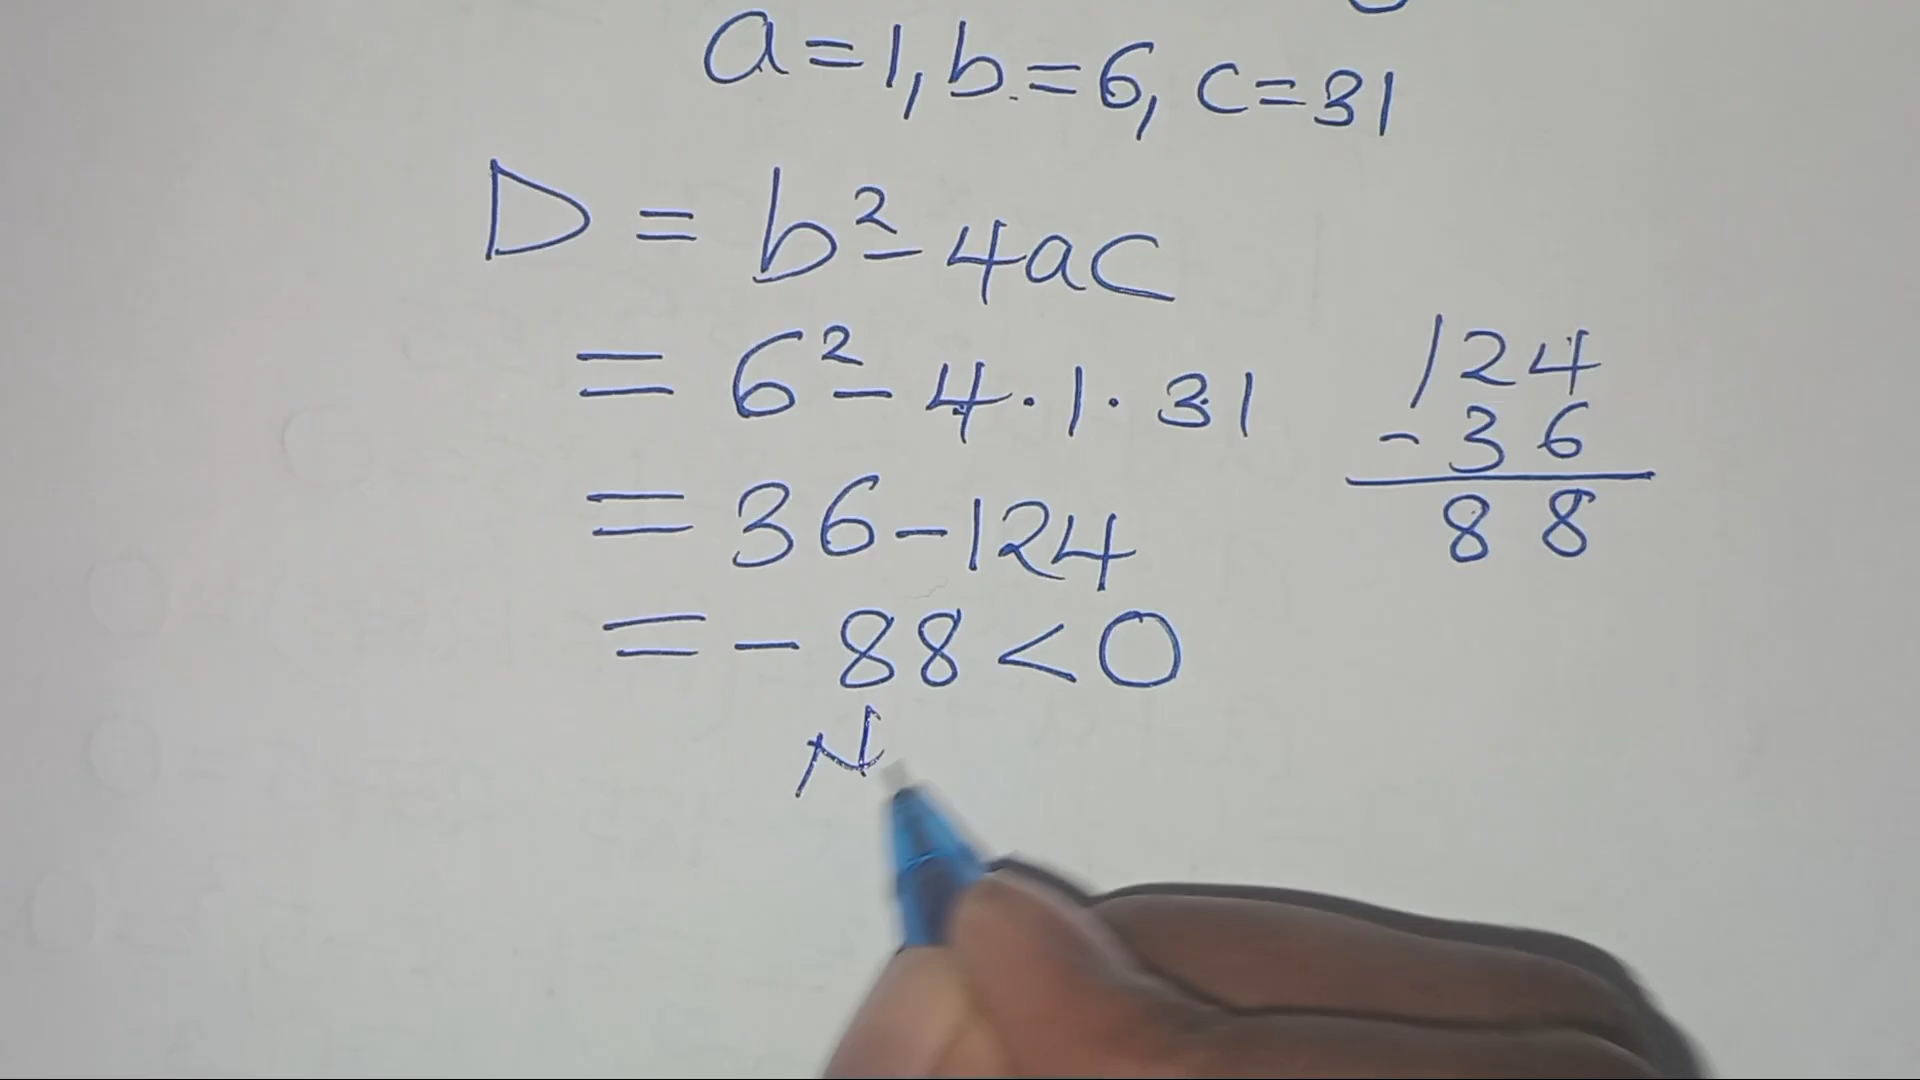 a=1, b=6, c=31
D = b²-4ac
= 6²-4·1·31
= 36-124
= -88<0
N
124
-36
88